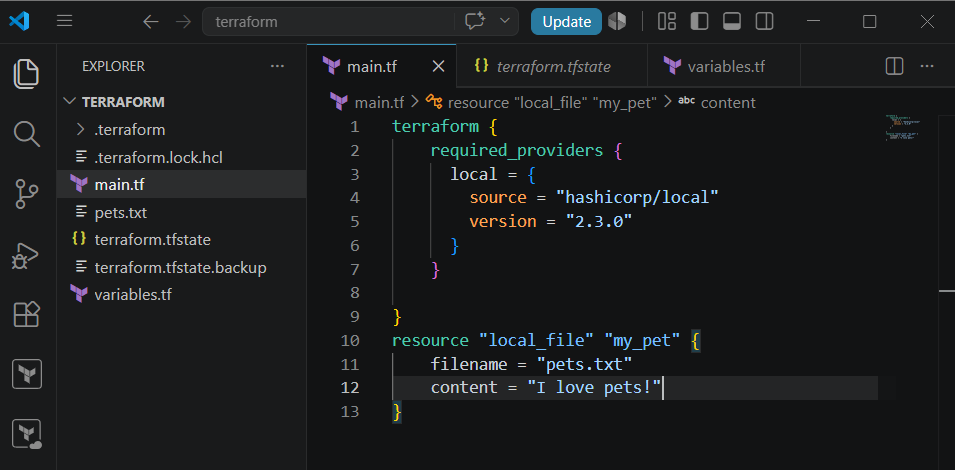 terraform
Update
EXPLORER
TERRAFORM
.terraform
.terraform.lock.hcl
main.tf
pets.txt
terraform.tfstate
terraform.tfstate.backup
variables.tf
main.tf
terraform.tfstate
variables.tf
main.tf > resource "local_file" "my_pet" > abc content
1 terraform {
2     required_providers {
3       local = {
4         source = "hashicorp/local"
5         version = "2.3.0"
6       }
7     }
8
9 }
10 resource "local_file" "my_pet" {
11     filename = "pets.txt"
12     content = "I love pets!"
13 }